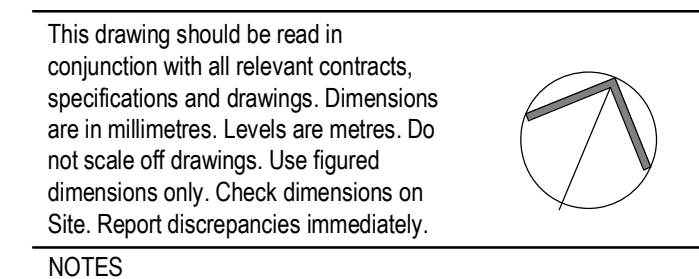 This drawing should be read in
conjunction with all relevant contracts,
specifications and drawings. Dimensions
are in millimetres. Levels are metres. Do
not scale off drawings. Use figured
dimensions only. Check dimensions on
Site. Report discrepancies immediately.
NOTES